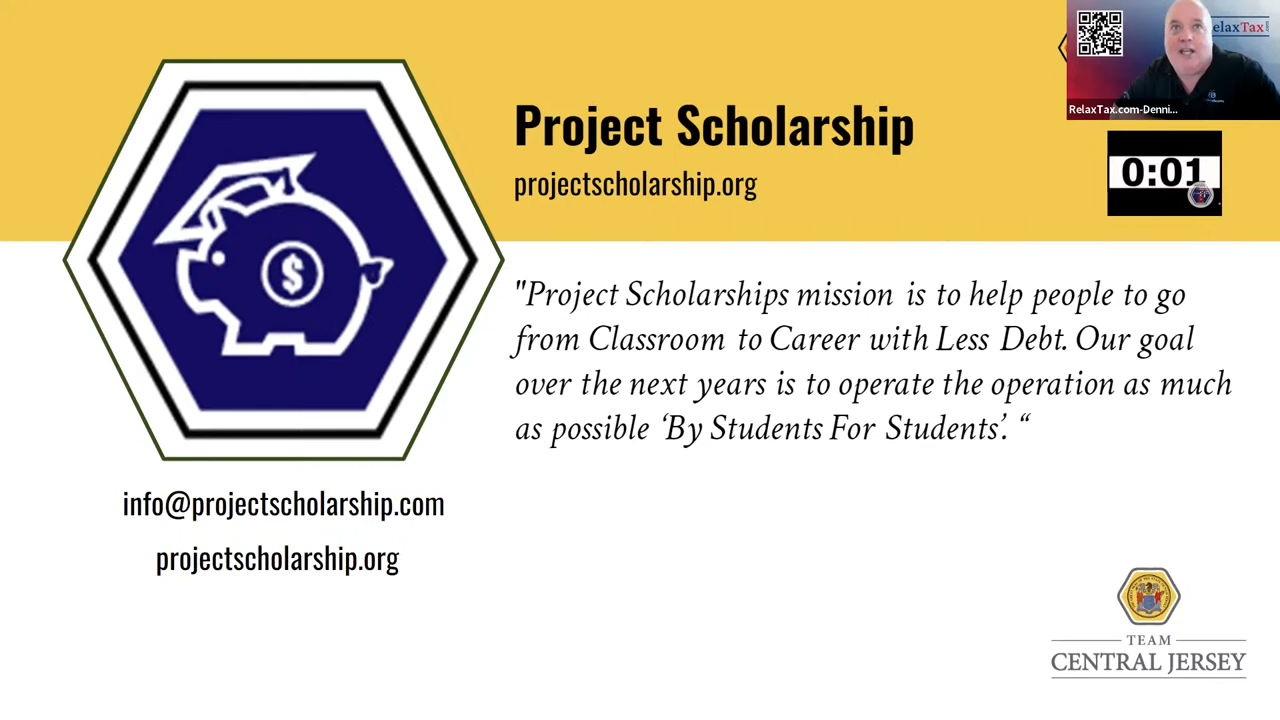 Project Scholarship
projectscholarship.org
"Project Scholarships mission is to help people to go
from Classroom to Career with Less Debt. Our goal
over the next years is to operate the operation as much
as possible ‘By Students For Students’. “
info@projectscholarship.com
projectscholarship.org
elaxTax.com
RelaxTax.com-Denni...
0:01
$
TEAM
CENTRAL JERSEY